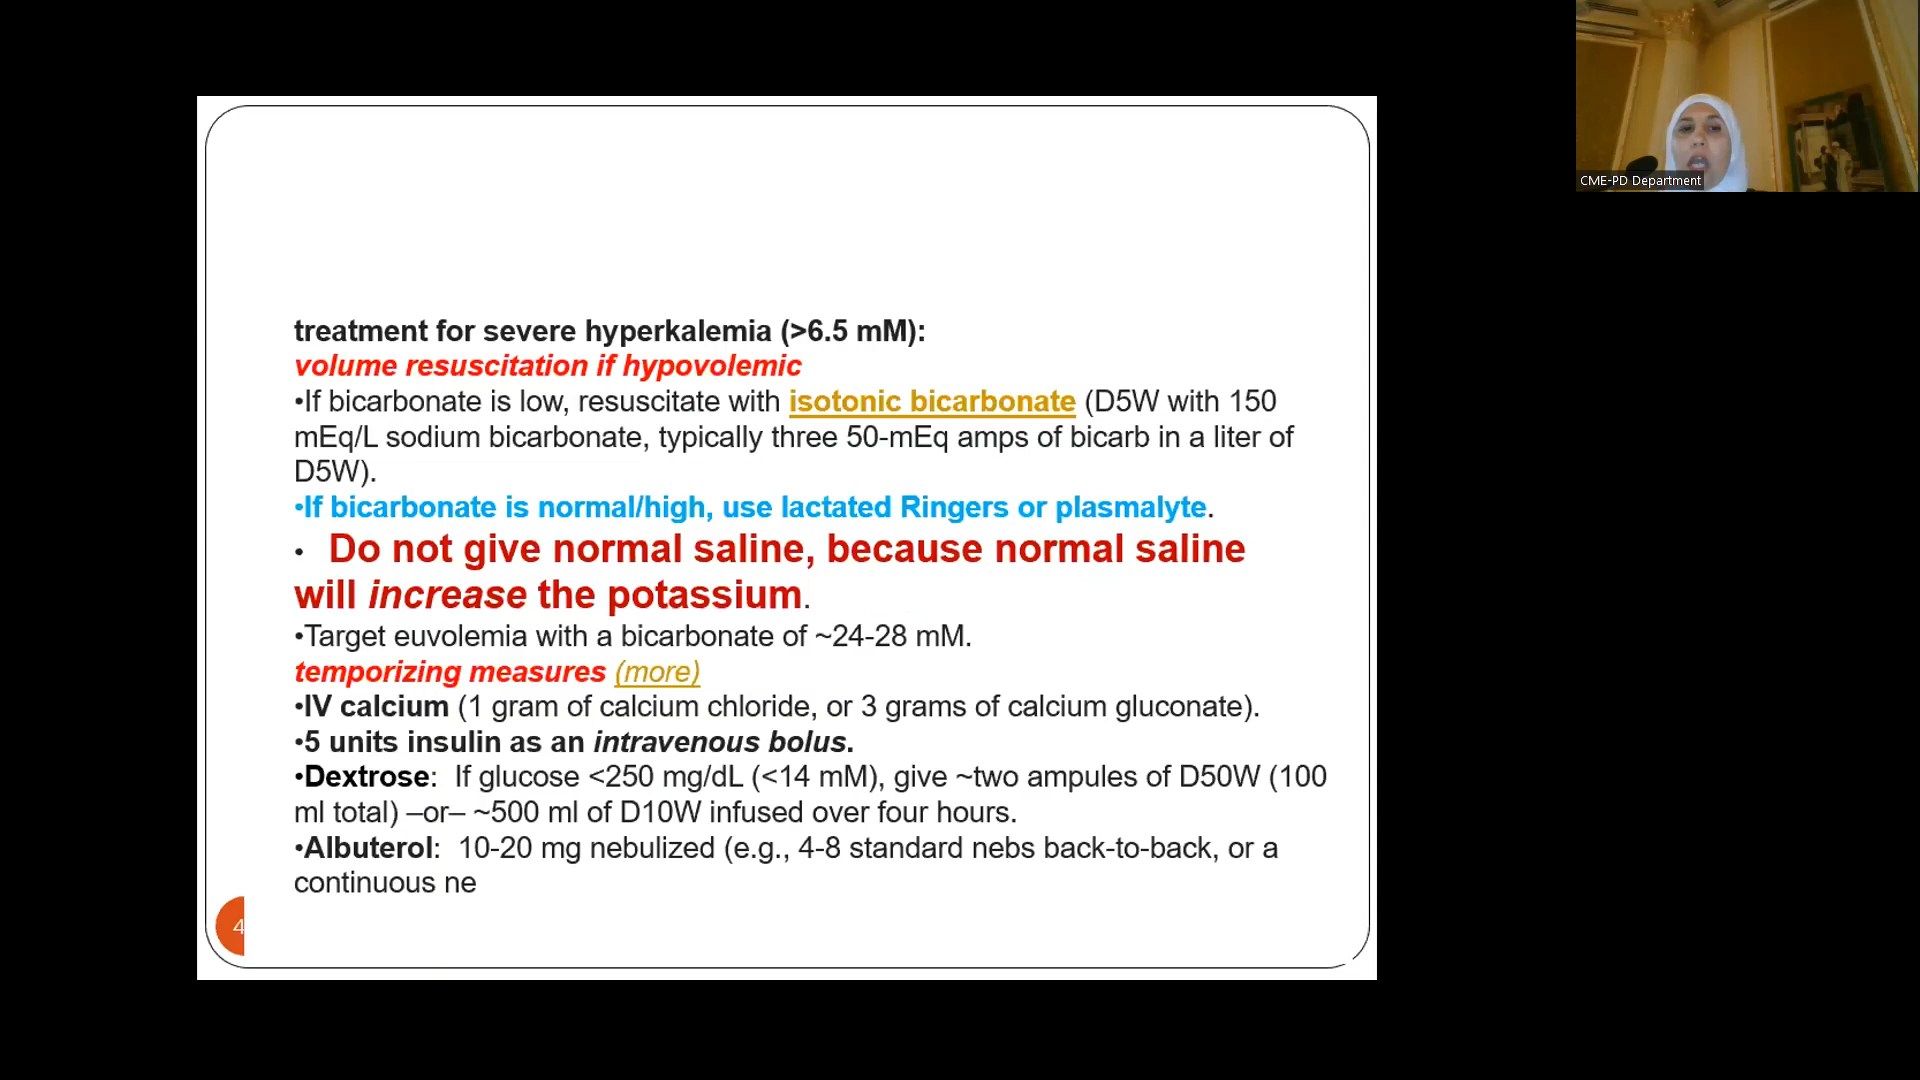 CME-PD Department
treatment for severe hyperkalemia (>6.5 mM):
volume resuscitation if hypovolemic
•If bicarbonate is low, resuscitate with isotonic bicarbonate (D5W with 150
mEq/L sodium bicarbonate, typically three 50-mEq amps of bicarb in a liter of
D5W).
•If bicarbonate is normal/high, use lactated Ringers or plasmalyte.
• Do not give normal saline, because normal saline
will increase the potassium.
•Target euvolemia with a bicarbonate of ~24-28 mM.
temporizing measures (more)
•IV calcium (1 gram of calcium chloride, or 3 grams of calcium gluconate).
•5 units insulin as an intravenous bolus.
•Dextrose: If glucose <250 mg/dL (<14 mM), give ~two ampules of D50W (100
ml total) –or– ~500 ml of D10W infused over four hours.
•Albuterol: 10-20 mg nebulized (e.g., 4-8 standard nebs back-to-back, or a
continuous ne
4